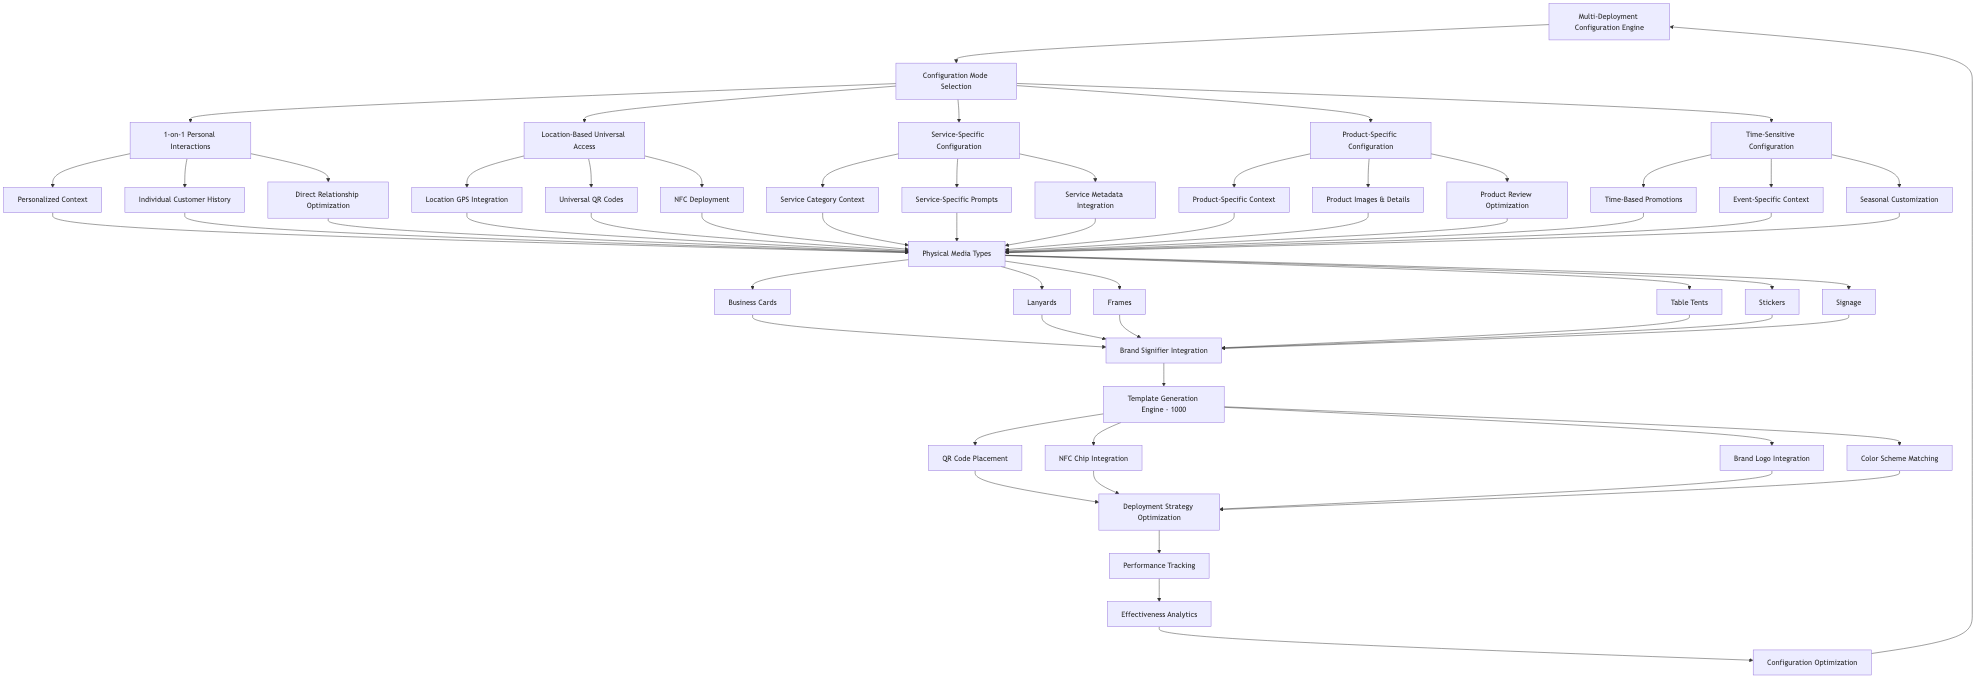 Multi-Deployment
Configuration Engine
Configuration Mode
Selection
1-on-1 Personal
Interactions
Location-Based Universal
Access
Service-Specific
Configuration
Product-Specific
Configuration
Time-Sensitive
Configuration
Personalized Context
Individual Customer History
Direct Relationship
Optimization
Location GPS Integration
Universal QR Codes
NFC Deployment
Service Category Context
Service-Specific Prompts
Service Metadata
Integration
Product-Specific Context
Product Images & Details
Product Review
Optimization
Time-Based Promotions
Event-Specific Context
Seasonal Customization
Physical Media Types
Business Cards
Lanyards
Frames
Table Tents
Stickers
Signage
Brand Signifier Integration
Template Generation
Engine - 1000
QR Code Placement
NFC Chip Integration
Brand Logo Integration
Color Scheme Matching
Deployment Strategy
Optimization
Performance Tracking
Effectiveness Analytics
Configuration Optimization